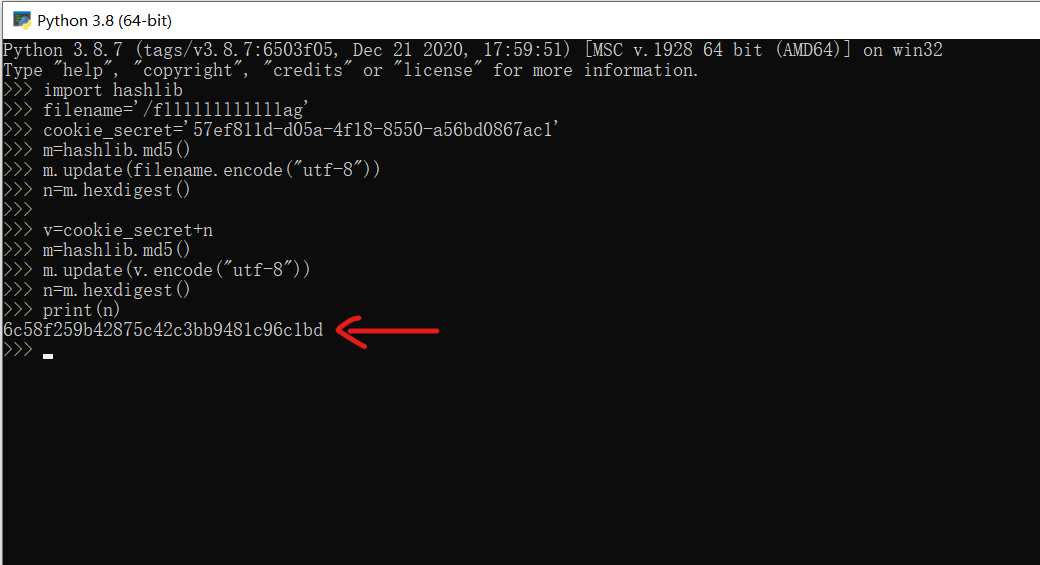 Python 3.8 (64-bit)
Python 3.8.7 (tags/v3.8.7:6503f05, Dec 21 2020, 17:59:51) [MSC v.1928 64 bit (AMD64)] on win32
Type "help", "copyright", "credits" or "license" for more information.
>>> import hashlib
>>> filename='/fllllllllllllag'
>>> cookie_secret='57ef811d-d05a-4f18-8550-a56bd0867ac1'
>>> m=hashlib.md5()
>>> m.update(filename.encode("utf-8"))
>>> n=m.hexdigest()
>>>
>>> v=cookie_secret+n
>>> m=hashlib.md5()
>>> m.update(v.encode("utf-8"))
>>> n=m.hexdigest()
>>> print(n)
6c58f259b42875c42c3bb9481c96c1bd
>>>